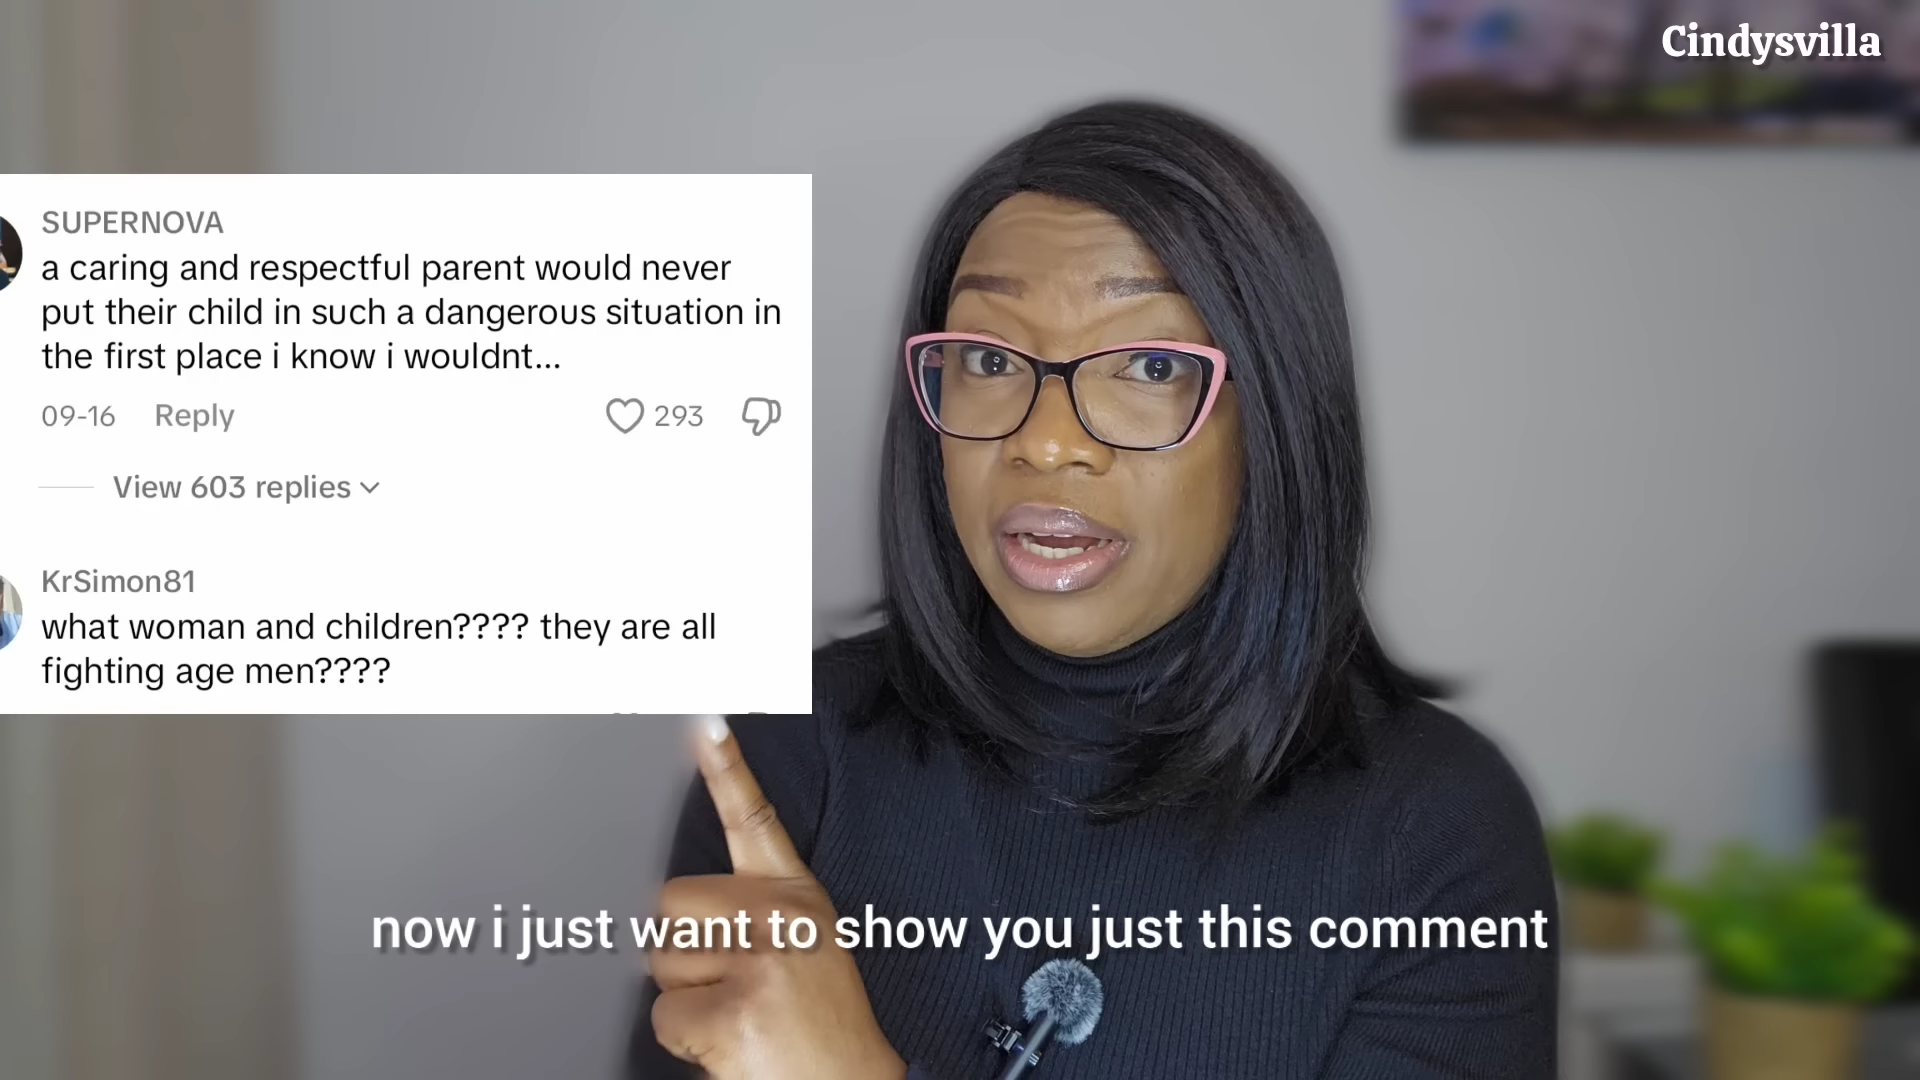 Cindysvilla
SUPERNOVA
a caring and respectful parent would never
put their child in such a dangerous situation in
the first place i know i wouldnt...
09-16 Reply 293
View 603 replies
KrSimon81
what woman and children???? they are all
fighting age men????
now i just want to show you just this comment